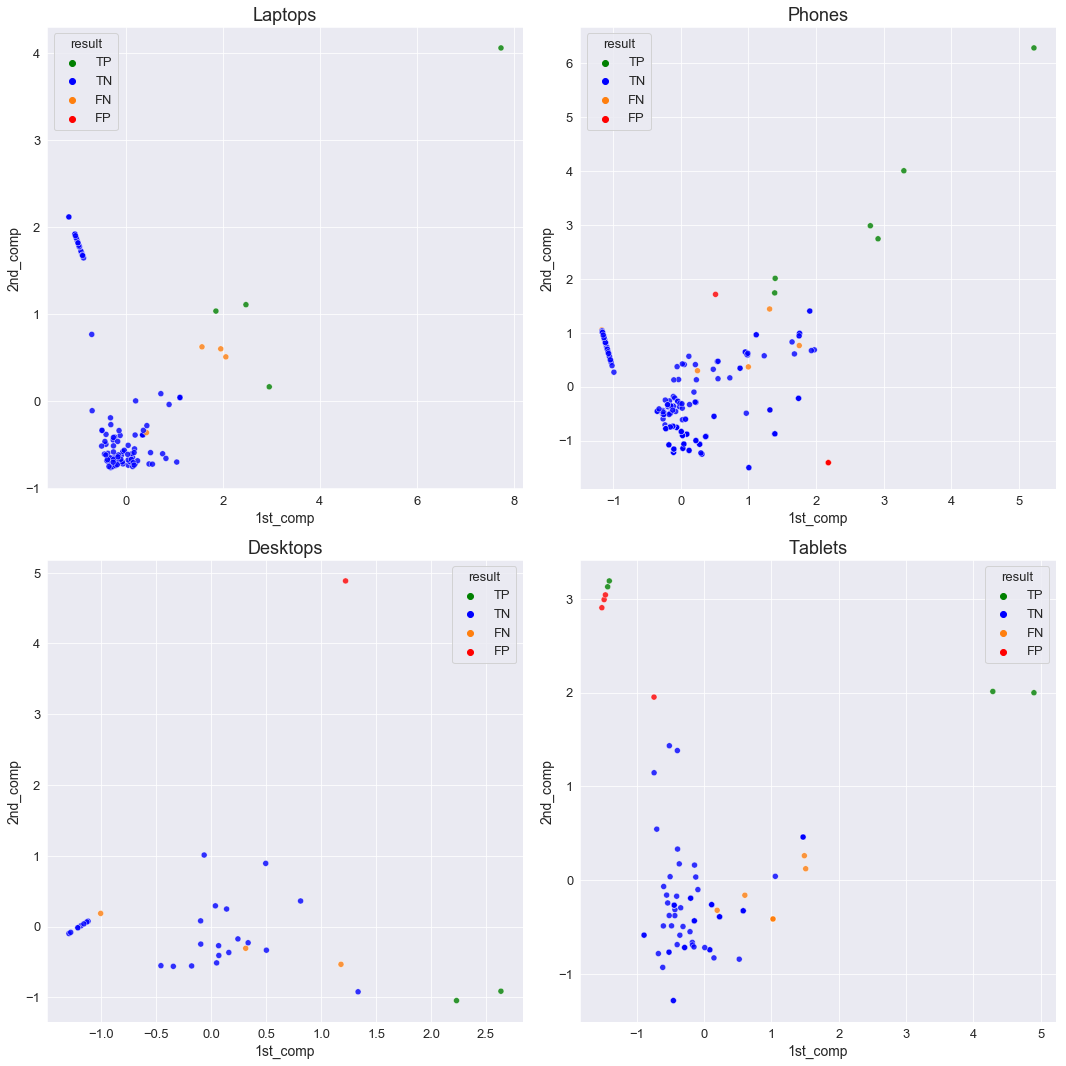 Laptops
result
TP
TN
FN
FP
4
3
2
1
0
−1
2nd_comp
0 2 4 6 8
1st_comp
Phones
result
TP
TN
FN
FP
6
5
4
3
2
1
0
−1
2nd_comp
−1 0 1 2 3 4 5
1st_comp
Desktops
result
TP
TN
FN
FP
5
4
3
2
1
0
−1
2nd_comp
−1.0 −0.5 0.0 0.5 1.0 1.5 2.0 2.5
1st_comp
Tablets
result
TP
TN
FN
FP
3
2
1
0
−1
2nd_comp
−1 0 1 2 3 4 5
1st_comp